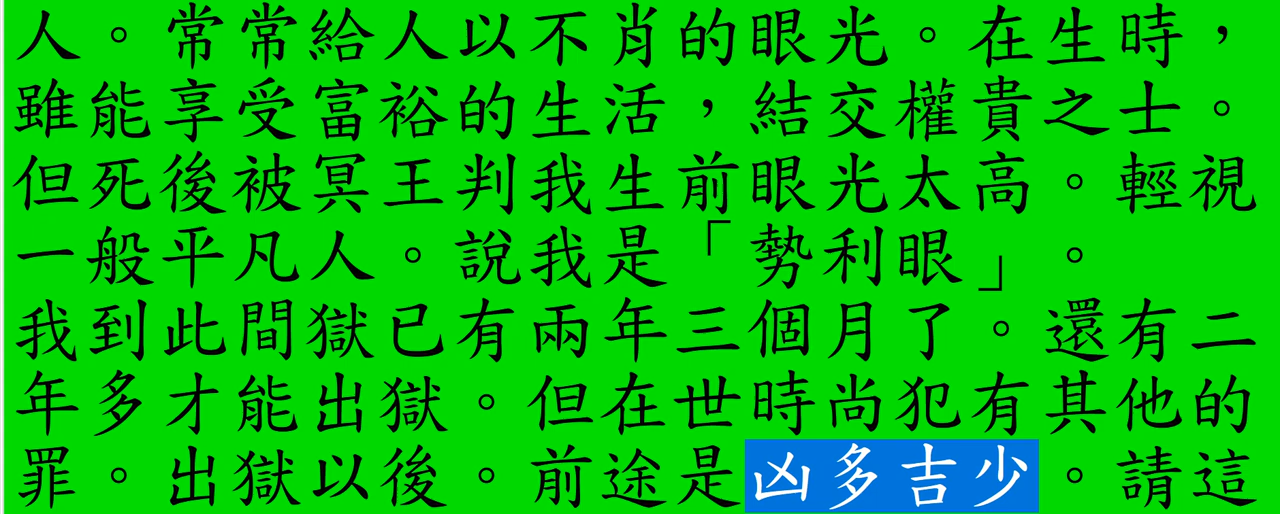 人。常常給人以不肖的眼光。在生時，
雖能享受富裕的生活，結交權貴之士。
但死後被冥王判我生前眼光太高。輕視
一般平凡人。說我是「勢利眼」。
我到此間獄已有兩年三個月了。還有二
年多才能出獄。但在世時尚犯有其他的
罪。出獄以後。前途是凶多吉少。請這